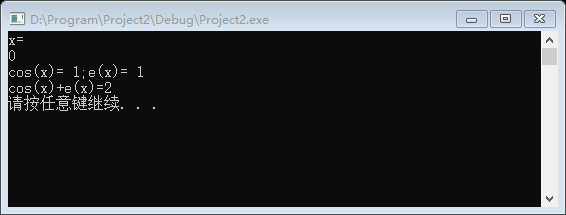 D:\Program\Project2\Debug\Project2.exe
x=
0
cos(x)= 1;e(x)= 1
cos(x)+e(x)=2
请按任意键继续. . .